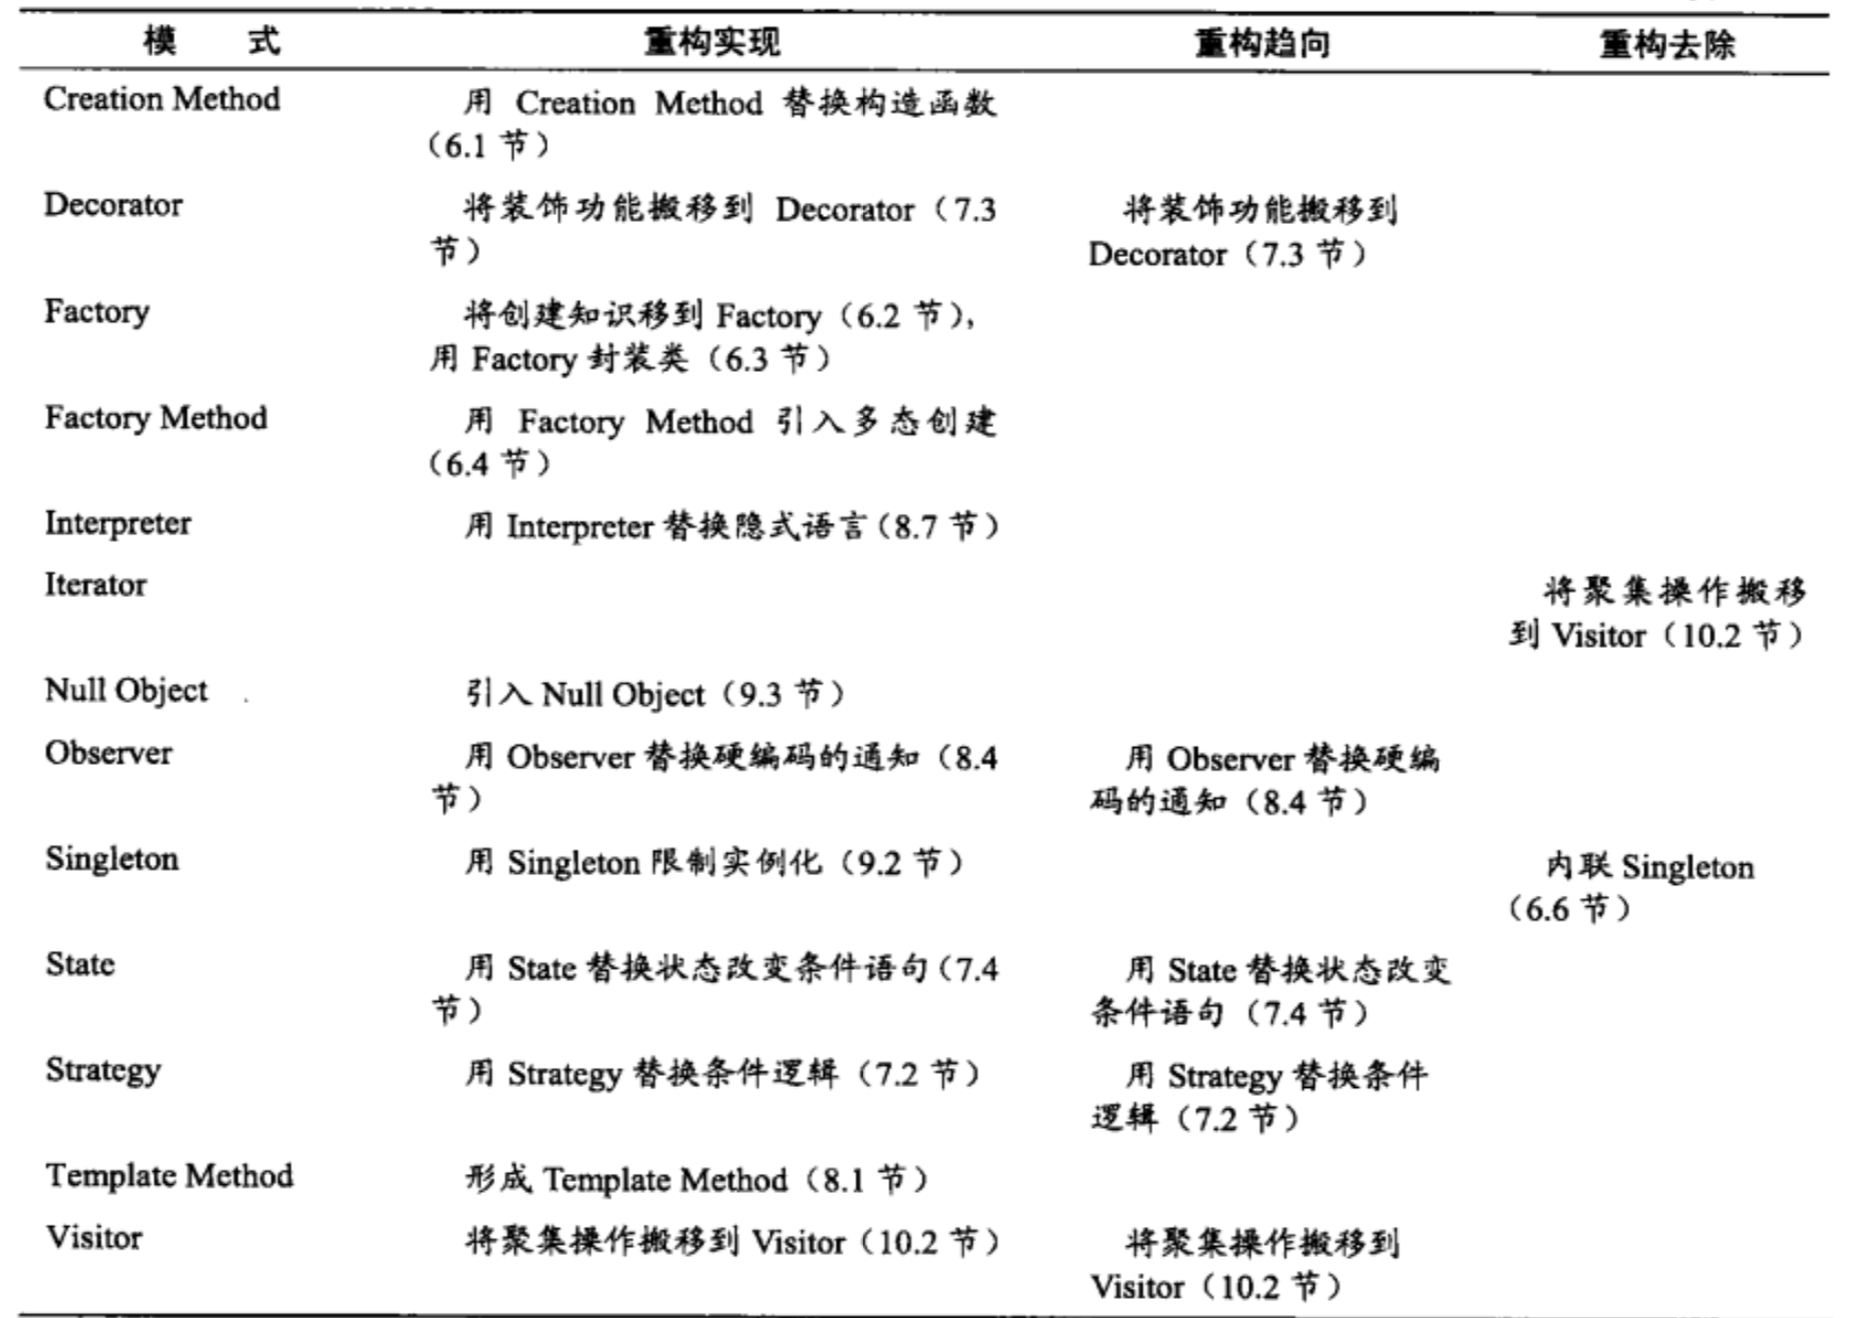 模 式 重构实现 重构趋向 重构去除
Creation Method 用 Creation Method 替换构造函数
(6.1 节)
Decorator 将装饰功能搬移到 Decorator(7.3 将装饰功能搬移到
节) Decorator(7.3 节)
Factory 将创建知识移到 Factory(6.2 节),
用 Factory 封装类(6.3 节)
Factory Method 用 Factory Method 引入多态创建
(6.4 节)
Interpreter 用 Interpreter 替换隐式语言(8.7 节)
Iterator 将聚集操作搬移
到 Visitor(10.2 节)
Null Object 引入 Null Object(9.3 节)
Observer 用 Observer 替换硬编码的通知(8.4 用 Observer 替换硬编
节) 码的通知(8.4 节)
Singleton 用 Singleton 限制实例化(9.2 节) 内联 Singleton
(6.6 节)
State 用 State 替换状态改变条件语句(7.4 用 State 替换状态改变
节) 条件语句(7.4 节)
Strategy 用 Strategy 替换条件逻辑(7.2 节) 用 Strategy 替换条件
逻辑(7.2 节)
Template Method 形成 Template Method(8.1 节)
Visitor 将聚集操作搬移到 Visitor(10.2 节) 将聚集操作搬移到
Visitor(10.2 节)